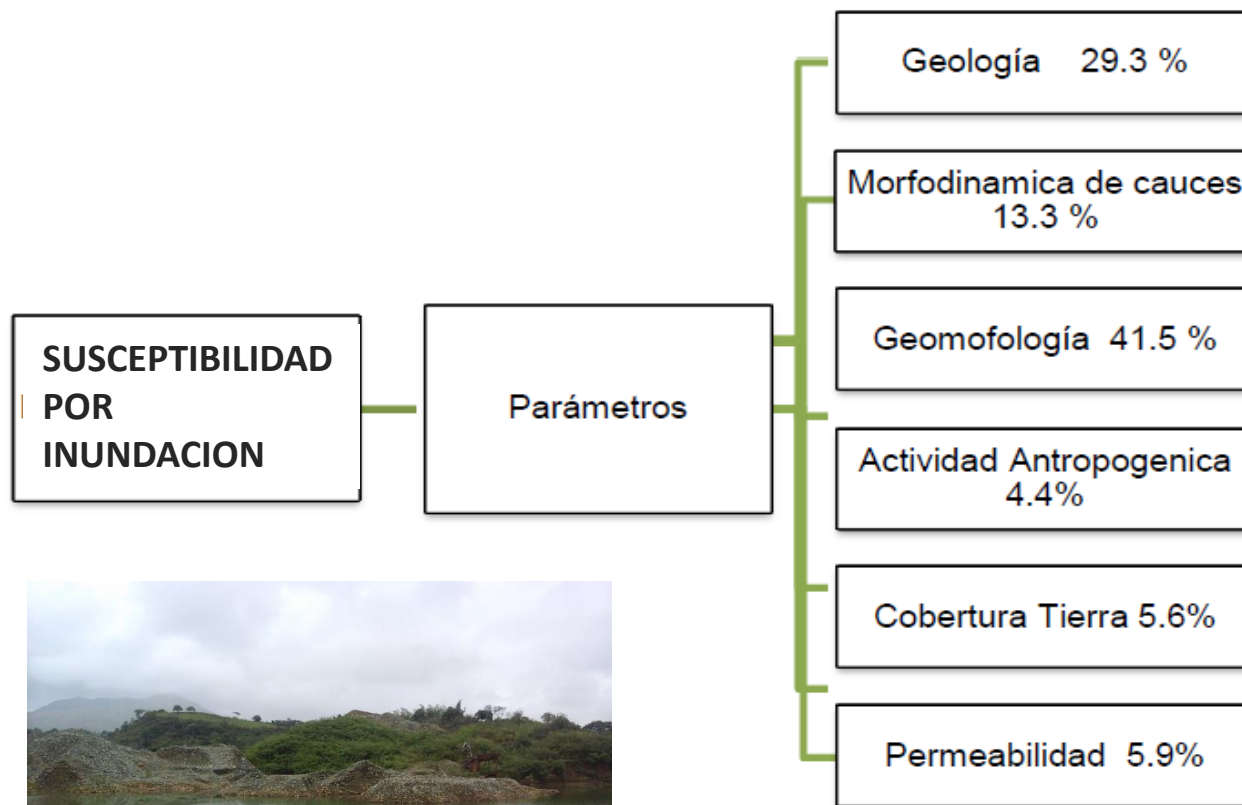 SUSCEPTIBILIDAD
POR
INUNDACION
Parámetros
Geología 29.3 %
Morfodinamica de cauces
13.3 %
Geomofología 41.5 %
Actividad Antropogenica
4.4%
Cobertura Tierra 5.6%
Permeabilidad 5.9%